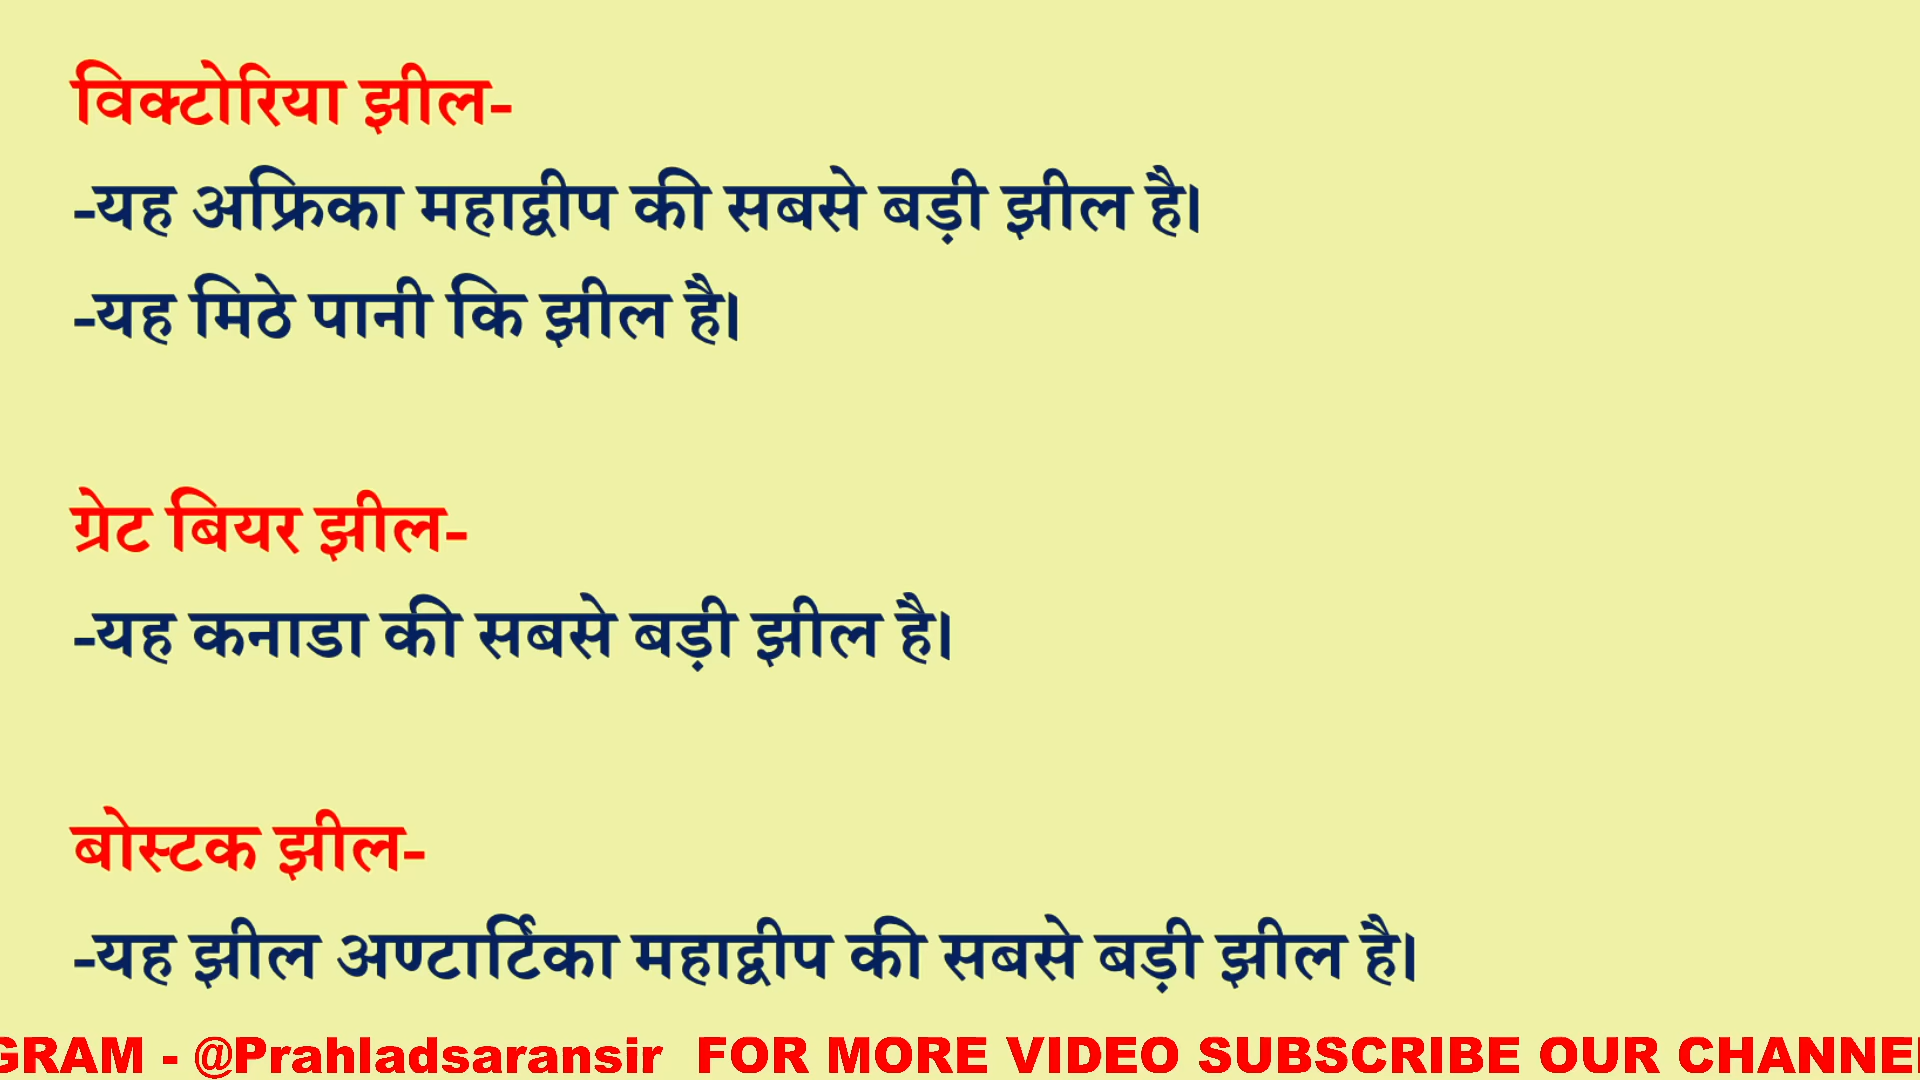 विक्टोरिया झील-
-यह अफ्रिका महाद्वीप की सबसे बड़ी झील है।
-यह मिठे पानी कि झील है।
ग्रेट बियर झील-
-यह कनाडा की सबसे बड़ी झील है।
बोस्टक झील-
-यह झील अण्टार्टिका महाद्वीप की सबसे बड़ी झील है।
GRAM - @Prahladsaransir FOR MORE VIDEO SUBSCRIBE OUR CHANNE